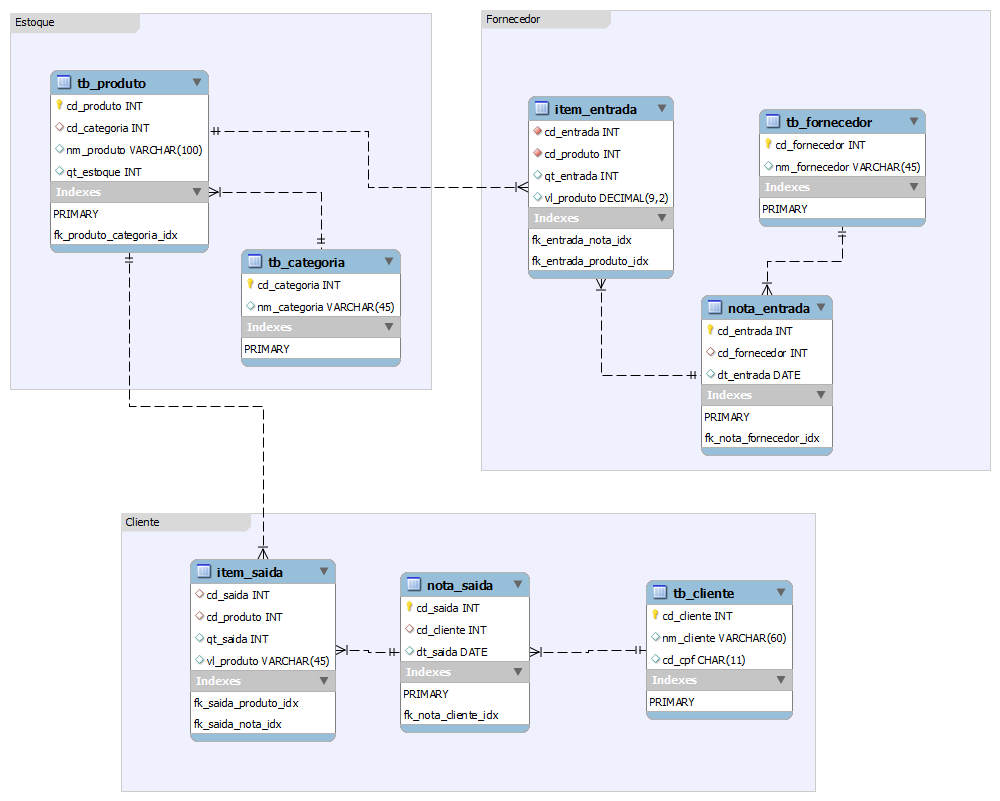 Estoque
tb_produto
cd_produto INT
cd_categoria INT
nm_produto VARCHAR(100)
qt_estoque INT
Indexes
PRIMARY
fk_produto_categoria_idx
tb_categoria
cd_categoria INT
nm_categoria VARCHAR(45)
Indexes
PRIMARY
Fornecedor
item_entrada
cd_entrada INT
cd_produto INT
qt_entrada INT
vl_produto DECIMAL(9,2)
Indexes
fk_entrada_nota_idx
fk_entrada_produto_idx
tb_fornecedor
cd_fornecedor INT
nm_fornecedor VARCHAR(45)
Indexes
PRIMARY
nota_entrada
cd_entrada INT
cd_fornecedor INT
dt_entrada DATE
Indexes
PRIMARY
fk_nota_fornecedor_idx
Cliente
item_saida
cd_saida INT
cd_produto INT
qt_saida INT
vl_produto VARCHAR(45)
Indexes
fk_saida_produto_idx
fk_saida_nota_idx
nota_saida
cd_saida INT
cd_cliente INT
dt_saida DATE
Indexes
PRIMARY
fk_nota_cliente_idx
tb_cliente
cd_cliente INT
nm_cliente VARCHAR(60)
cd_cpf CHAR(11)
Indexes
PRIMARY